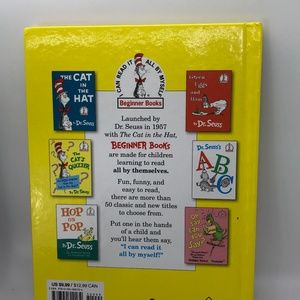 I CAN READ IT ALL BY MYSELF
Beginner Books
THE CAT
IN THE
HAT
By Dr. Seuss
Green
Eggs
and
Ham
By Dr. Seuss
Launched by
Dr. Seuss in 1957
with The Cat in the Hat,
BEGINNER BOOKS
are made for children
learning to read
all by themselves.
THE
CAT'S
QUIZZER
By Dr. Seuss
Dr. Seuss's
ABC
Fun, funny, and
easy to read,
there are more than
50 classic and new titles
to choose from.
HOP
ON
POP
By Dr. Seuss
Oh
say
can
you
say?
Put one in the hands
of a child and
you'll hear them say,
"I can read
it all by myself!"
US $9.99 / $12.99 CAN